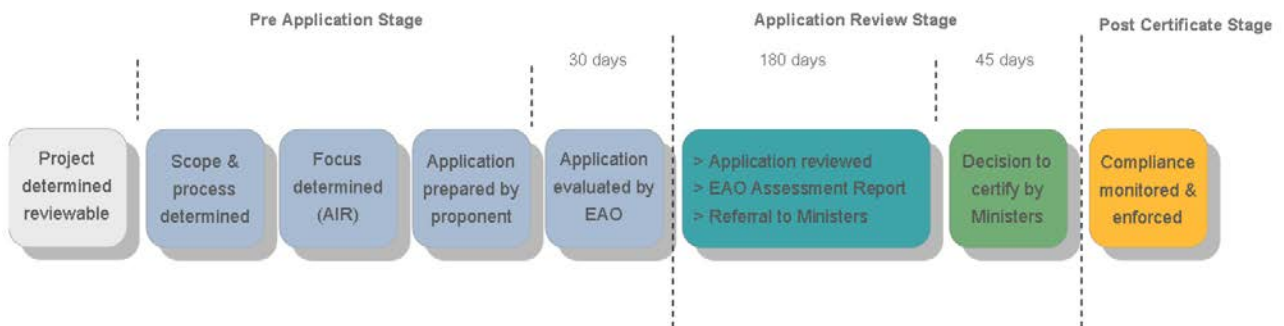 Pre Application Stage
Application Review Stage
Post Certificate Stage
30 days
180 days
45 days
Project
determined
reviewable
Scope &
process
determined
Focus
determined
(AIR)
Application
prepared by
proponent
Application
evaluated by
EAO
> Application reviewed
> EAO Assessment Report
> Referral to Ministers
Decision to
certify by
Ministers
Compliance
monitored &
enforced